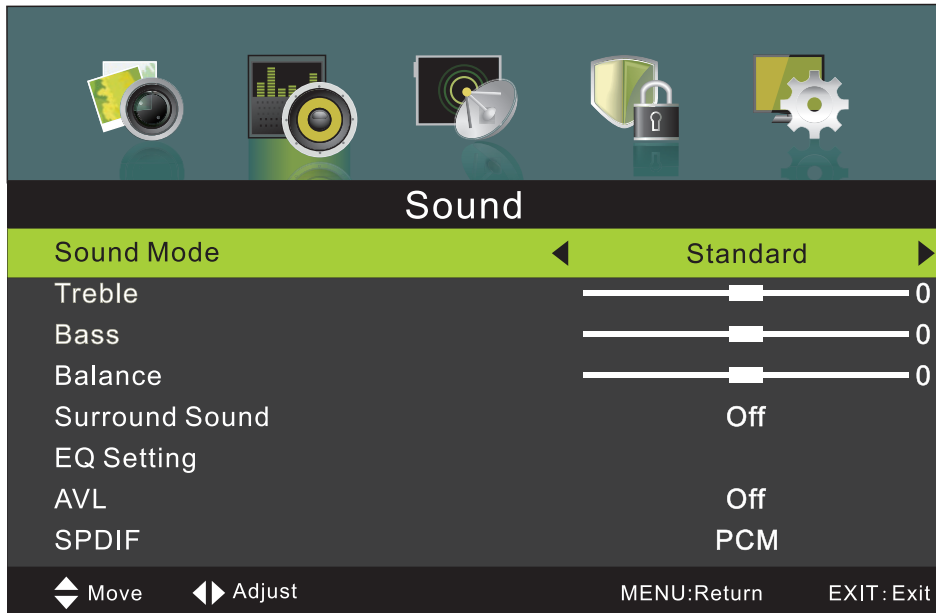 Sound
Sound Mode Standard
Treble 0
Bass 0
Balance 0
Surround Sound Off
EQ Setting
AVL Off
SPDIF PCM
Move Adjust MENU:Return EXIT:Exit